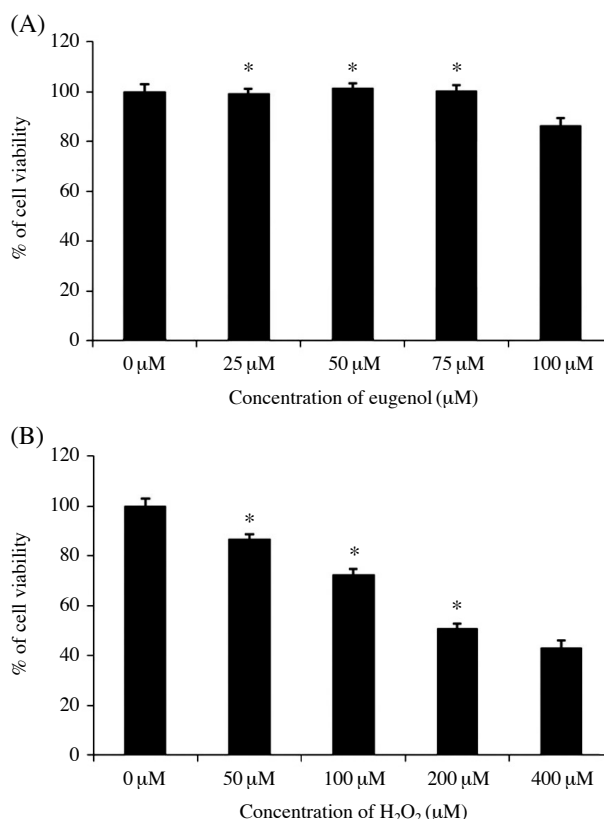 (A)
% of cell viability
120
100
80
60
40
20
0
* * *
0 µM 25 µM 50 µM 75 µM 100 µM
Concentration of eugenol (µM)
(B)
% of cell viability
120
100
80
60
40
20
0
*
*
*
0 µM 50 µM 100 µM 200 µM 400 µM
Concentration of H₂O₂ (µM)